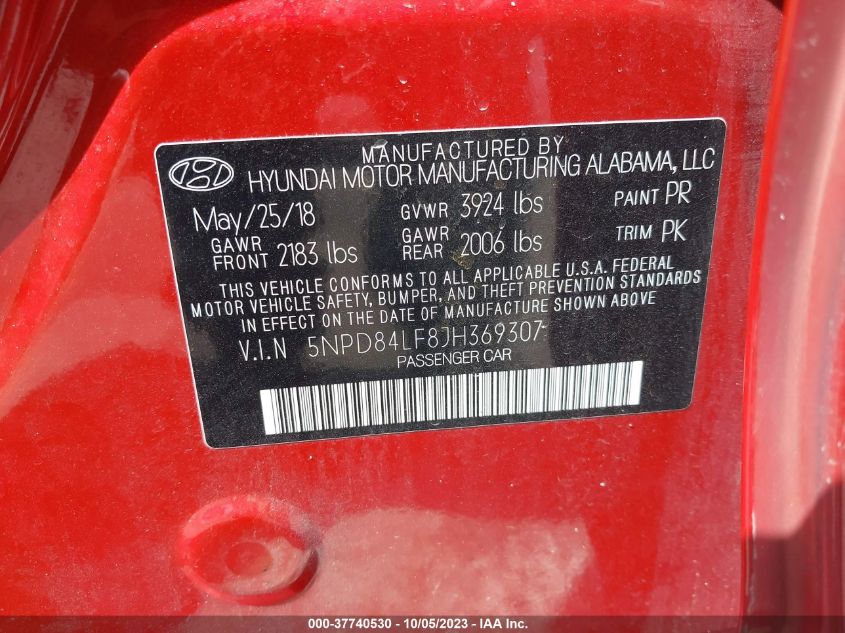 MANUFACTURED BY
HYUNDAI MOTOR MANUFACTURING ALABAMA, LLC
May/25/18 GVWR 3924 lbs PAINT PR
GAWR FRONT 2183 lbs GAWR REAR 2006 lbs TRIM PK
THIS VEHICLE CONFORMS TO ALL APPLICABLE U.S.A. FEDERAL
MOTOR VEHICLE SAFETY, BUMPER, AND THEFT PREVENTION STANDARDS
IN EFFECT ON THE DATE OF MANUFACTURE SHOWN ABOVE
V.I.N 5NPD84LF8JH369307
PASSENGER CAR
000-37740530 - 10/05/2023 - IAA Inc.